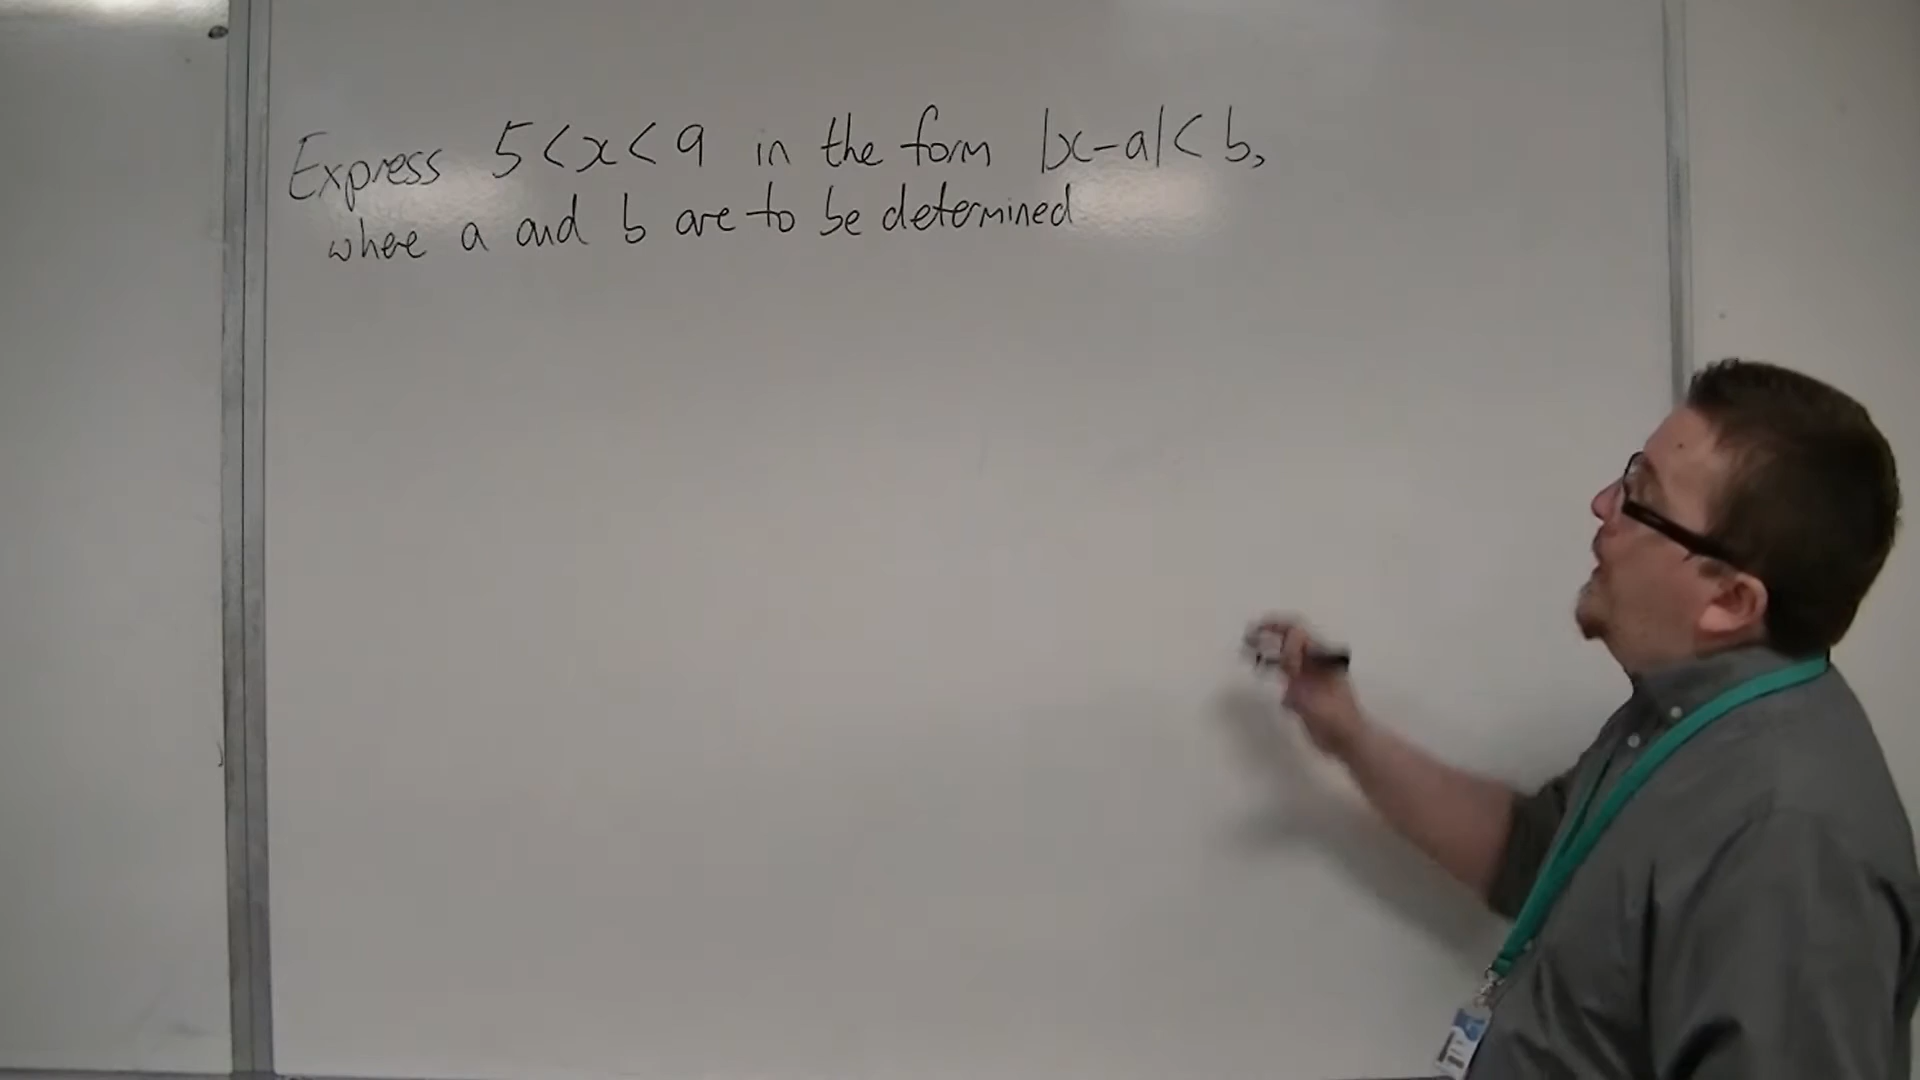 Express 5<x<9 in the form |x-a|< b,
where a and b are to be determined